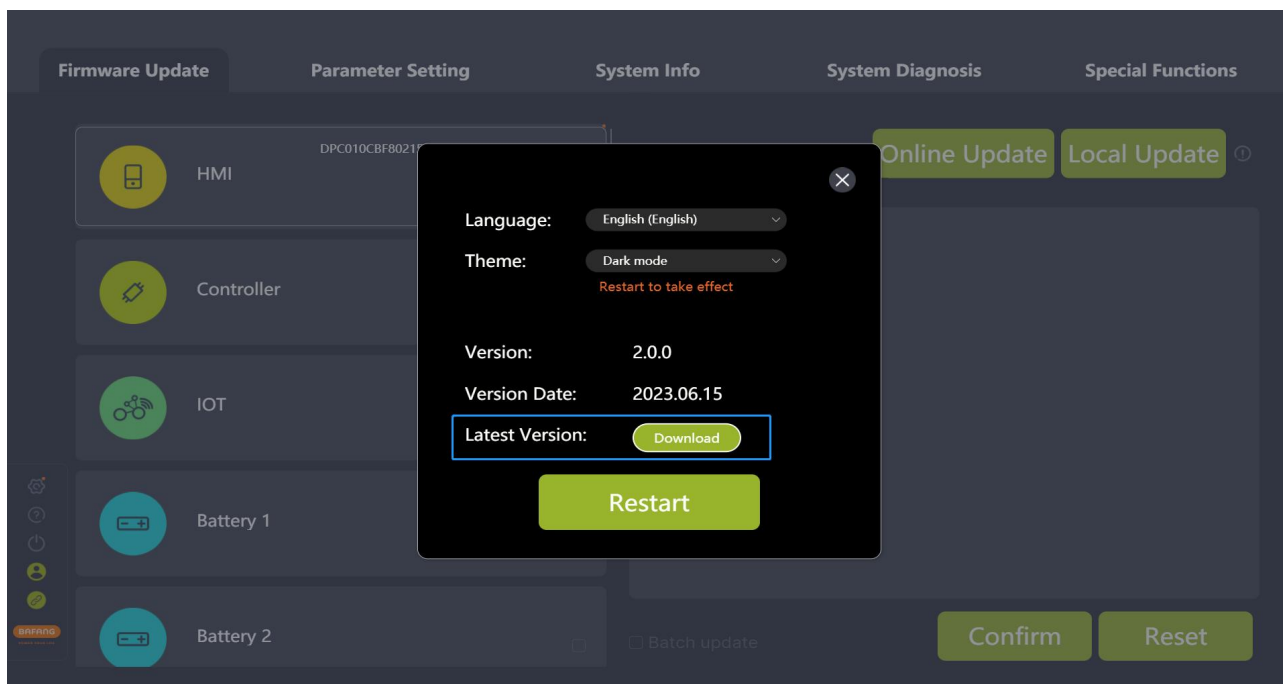 Firmware Update
Parameter Setting
System Info
System Diagnosis
Special Functions
HMI
DPC010CBF8021
Online Update
Local Update
Controller
IOT
Battery 1
Battery 2
Language:
English (English)
Theme:
Dark mode
Restart to take effect
Version:
2.0.0
Version Date:
2023.06.15
Latest Version:
Download
Restart
BAFANG
Batch update
Confirm
Reset